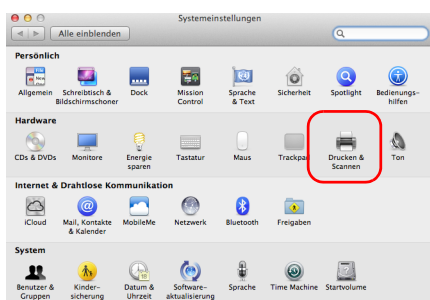 Systemeinstellungen
Alle einblenden
Persönlich
Allgemein Schreibtisch & Bildschirmschoner Dock Mission Control Sprache & Text Sicherheit Spotlight Bedienungs-hilfen
Hardware
CDs & DVDs Monitore Energie sparen Tastatur Maus Trackpad Drucken & Scannen Ton
Internet & Drahtlose Kommunikation
iCloud Mail, Kontakte & Kalender MobileMe Netzwerk Bluetooth Freigaben
System
Benutzer & Gruppen Kinder-sicherung Datum & Uhrzeit Software-aktualisierung Sprache Time Machine Startvolume